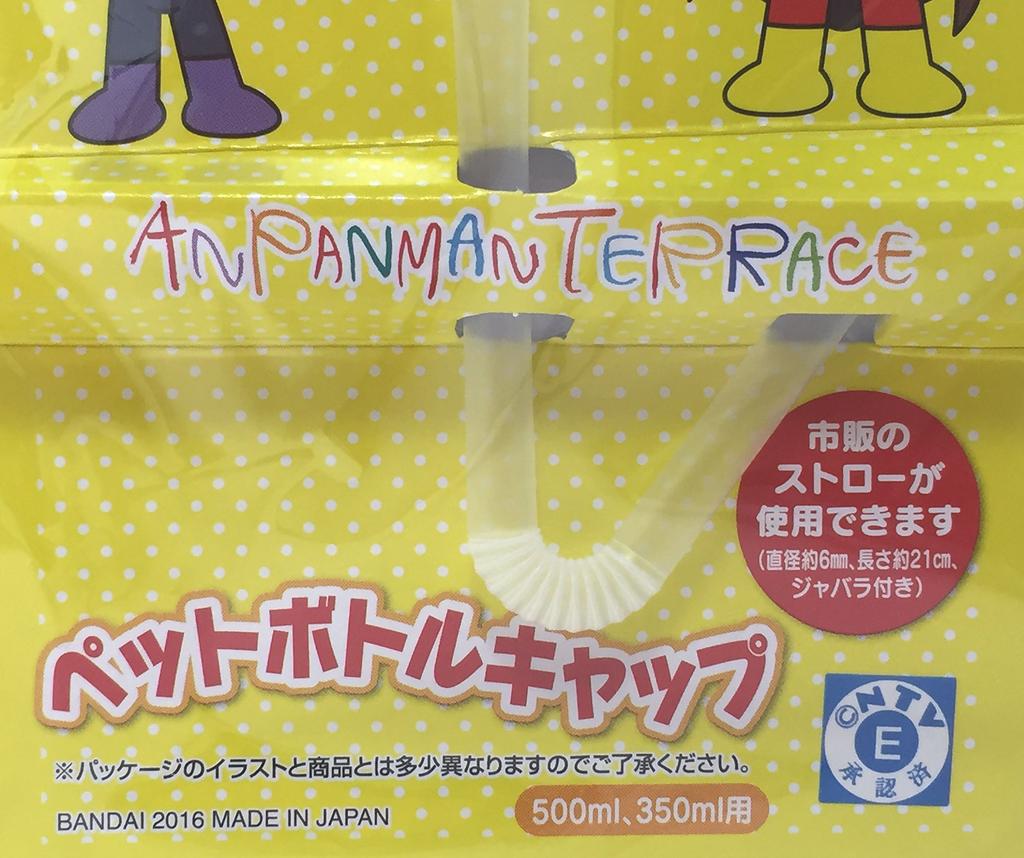 ANPANMAN TERRACE
市販の
ストローが
使用できます
(直径約6mm、長さ約21cm、
ジャバラ付き)
ペットボトルキャップ
©NTV
E
承認済
※パッケージのイラストと商品とは多少異なりますのでご了承ください。
500ml、350ml用
BANDAI 2016 MADE IN JAPAN